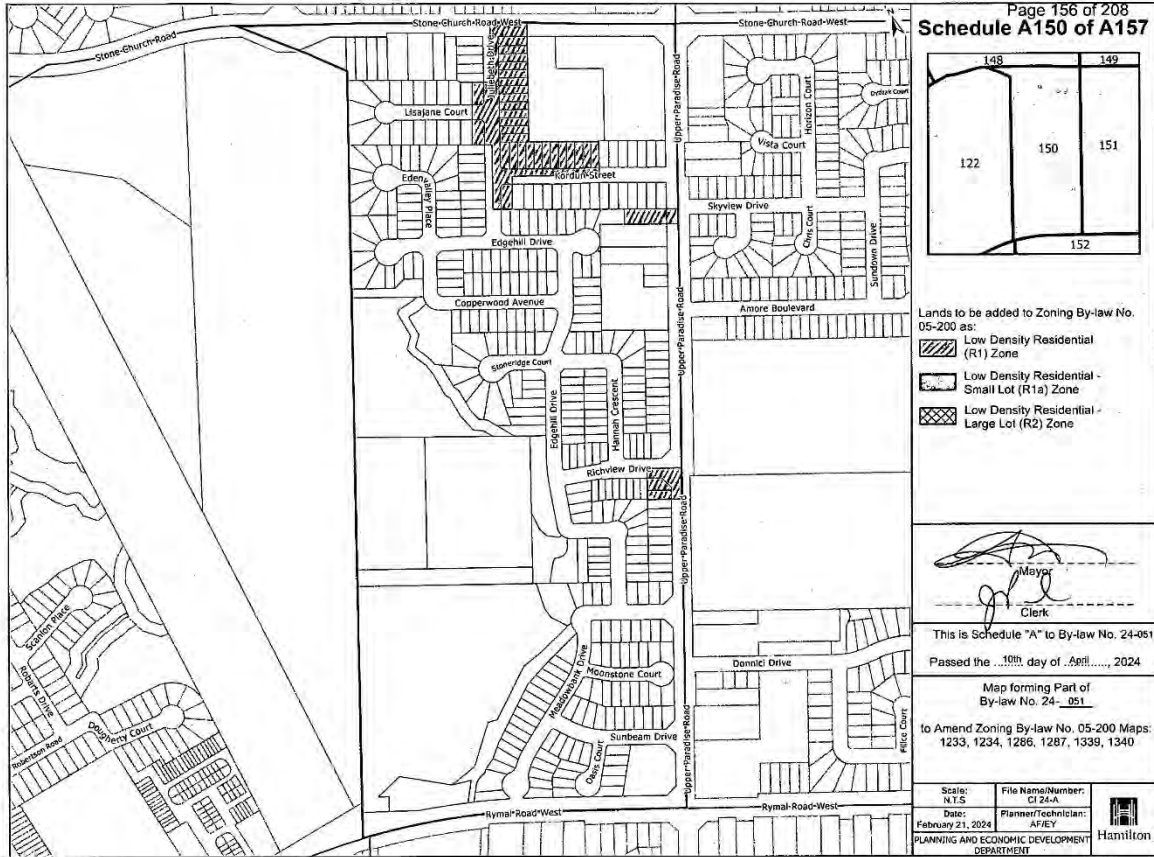 Page 156 of 208
Schedule A150 of A157
148
149
122
150
151
152
Lands to be added to Zoning By-law No.
05-200 as:
Low Density Residential
(R1) Zone
Low Density Residential -
Small Lot (R1a) Zone
Low Density Residential -
Large Lot (R2) Zone
Mayor
Clerk
This is Schedule "A" to By-law No. 24-051
Passed the ...10th... day of ..April....., 2024
Map forming Part of
By-law No. 24- 051
to Amend Zoning By-law No. 05-200 Maps:
1233, 1234, 1286, 1287, 1339, 1340
Scale:
N.T.S
File Name/Number:
CI 24-A
Date:
February 21, 2024
Planner/Technician:
AF/EY
PLANNING AND ECONOMIC DEVELOPMENT
DEPARTMENT
Hamilton
Stone-Church-Road-West
Stone-Church-Road-West
Stone-Church-Road
N
Juliebeth Drive
Lisajane Court
Upper-Paradise-Road
Horizon Court
Vista Court
Eden Valley Place
Kordun Street
Skyview Drive
Chris Court
Sundown Drive
Edgehill Drive
Copperwood Avenue
Upper-Paradise-Road
Amore Boulevard
Stoneridge Court
Edgehill Drive
Hannah Crescent
Upper-Paradise-Road
Richview Drive
Upper-Paradise-Road
Scanlon Place
Robarts Drive
Dougherty Court
Robertson Road
Meadowbank Drive
Moonstone Court
Donnici Drive
Sunbeam Drive
Oasis Court
Upper-Paradise-Road
Filice Court
Rymal-Road-West
Rymal-Road-West